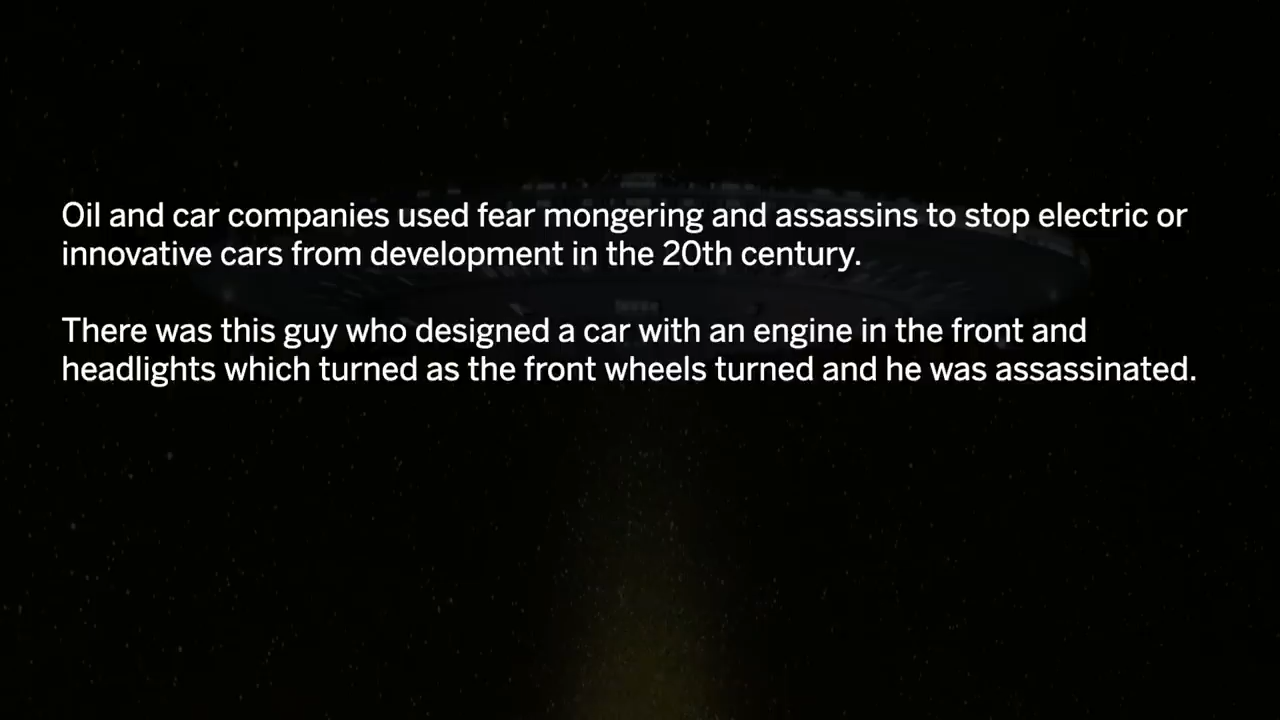 Oil and car companies used fear mongering and assassins to stop electric or
innovative cars from development in the 20th century.
There was this guy who designed a car with an engine in the front and
headlights which turned as the front wheels turned and he was assassinated.